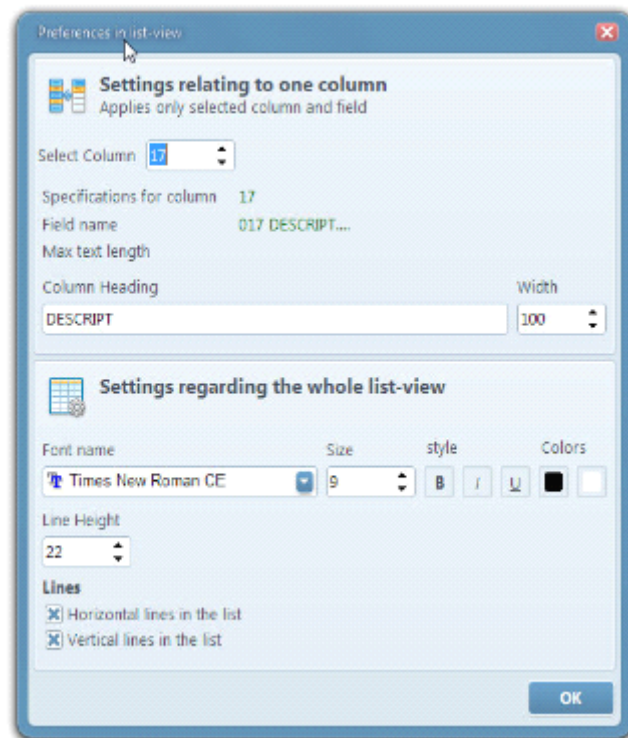 Preferences in list-view
Settings relating to one column
Applies only selected column and field
Select Column 17
Specifications for column 17
Field name 017 DESCRIPT....
Max text length
Column Heading Width
DESCRIPT 100
Settings regarding the whole list-view
Font name Size style Colors
Times New Roman CE 9 B I U
Line Height
22
Lines
Horizontal lines in the list
Vertical lines in the list
OK